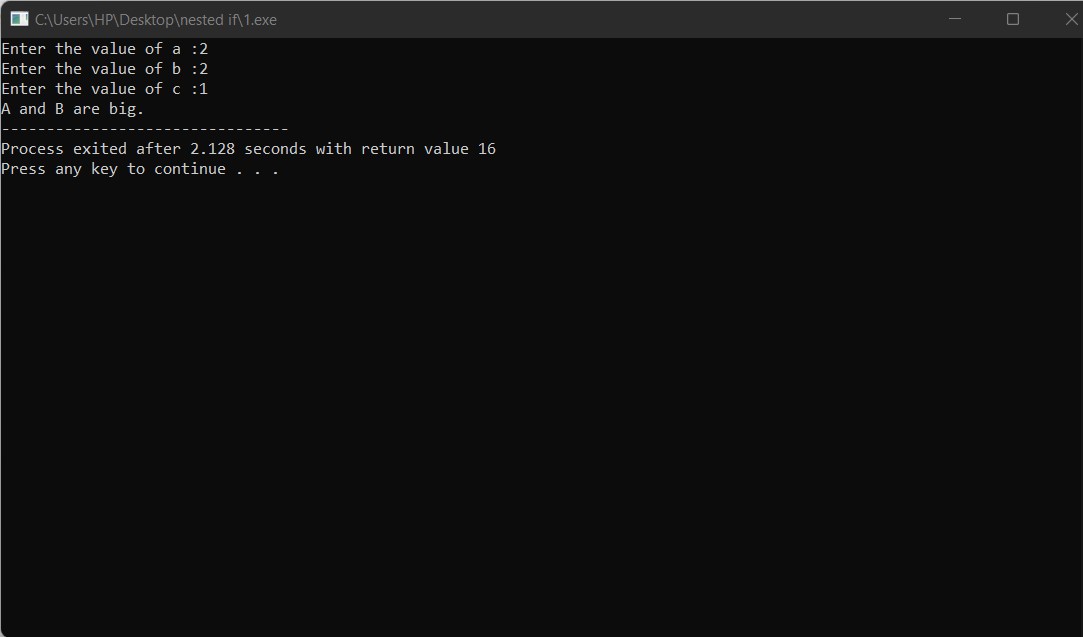 C:\Users\HP\Desktop\nested if\1.exe
Enter the value of a :2
Enter the value of b :2
Enter the value of c :1
A and B are big.
--------------------------------
Process exited after 2.128 seconds with return value 16
Press any key to continue . . .